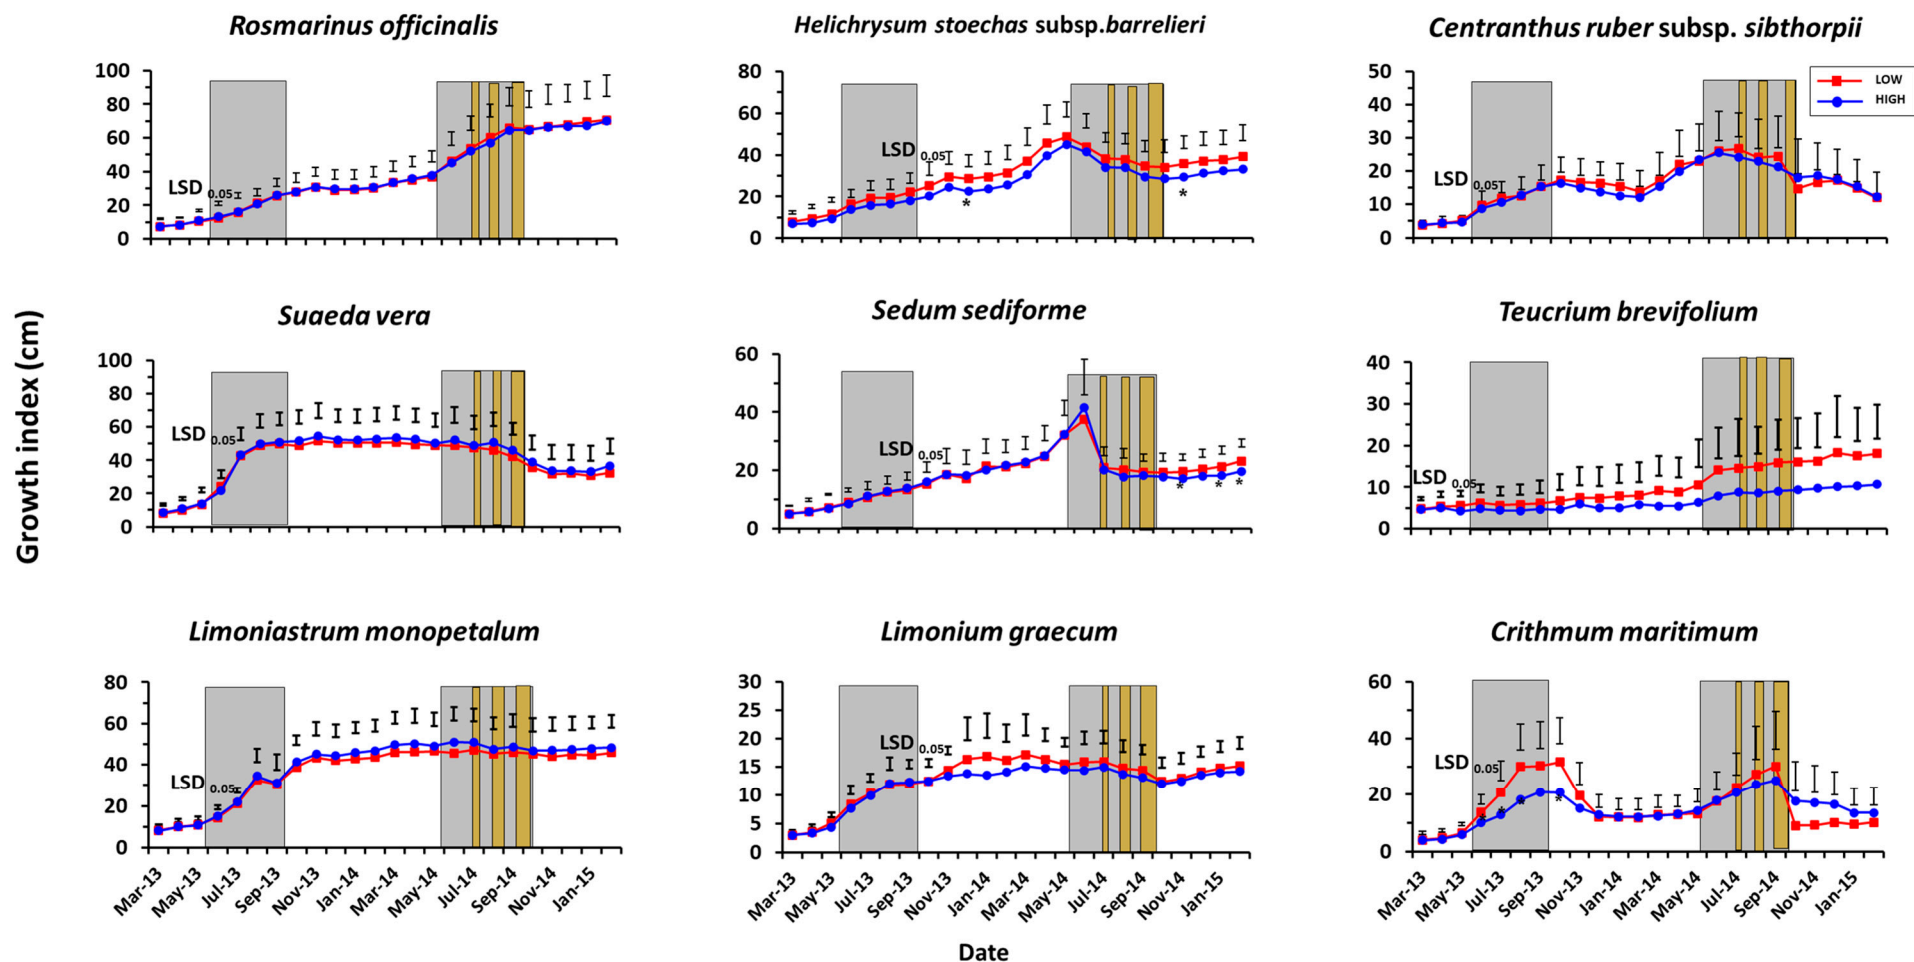 Rosmarinus officinalis
Helichrysum stoechas subsp.barrelieri
Centranthus ruber subsp. sibthorpii
100
80
60
40
20
0
LSD 0.05
80
60
40
20
0
LSD 0.05
*
*
50
40
30
20
10
0
LSD 0.05
LOW
HIGH
Growth index (cm)
Suaeda vera
Sedum sediforme
Teucrium brevifolium
100
80
60
40
20
0
LSD 0.05
60
40
20
0
LSD 0.05
*
*
*
40
30
20
10
0
LSD 0.05
Limoniastrum monopetalum
Limonium graecum
Crithmum maritimum
80
60
40
20
0
LSD 0.05
Mar-13
May-13
Jul-13
Sep-13
Nov-13
Jan-14
Mar-14
May-14
Jul-14
Sep-14
Nov-14
Jan-15
30
25
20
15
10
5
0
LSD 0.05
Mar-13
May-13
Jul-13
Sep-13
Nov-13
Jan-14
Mar-14
May-14
Jul-14
Sep-14
Nov-14
Jan-15
60
40
20
0
LSD 0.05
*
*
*
*
Mar-13
May-13
Jul-13
Sep-13
Nov-13
Jan-14
Mar-14
May-14
Jul-14
Sep-14
Nov-14
Jan-15
Date